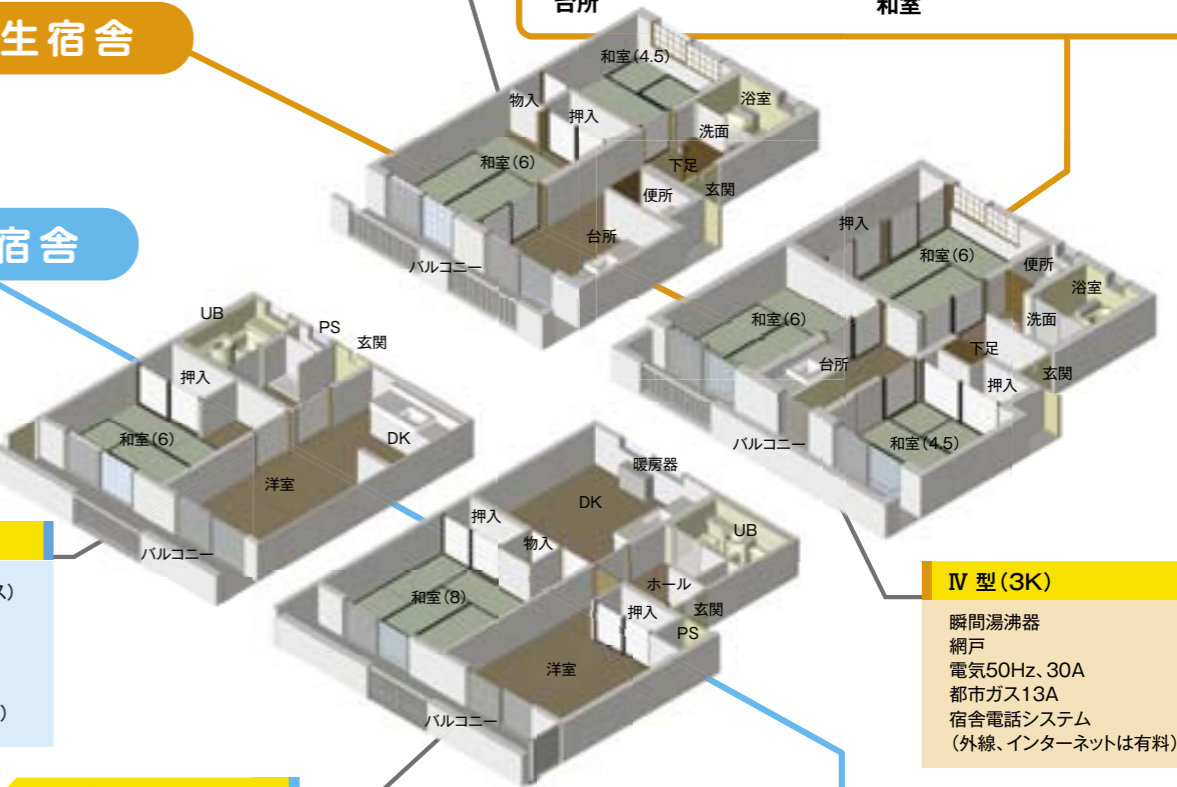 台所
和室
生宿舎
和室(4.5)
物入
押入
浴室
洗面
和室(6)
下足
玄関
便所
台所
バルコニー
宿舎
押入
和室(6)
便所
浴室
洗面
和室(6)
台所
下足
押入
玄関
和室(4.5)
バルコニー
UB
PS
玄関
押入
和室(6)
DK
洋室
バルコニー
暖房器
DK
押入
物入
UB
ホール
和室(8)
押入
玄関
PS
洋室
バルコニー
ス)
)
Ⅳ 型(3K)
瞬間湯沸器
網戸
電気50Hz、30A
都市ガス13A
宿舎電話システム
(外線、インターネットは有料)